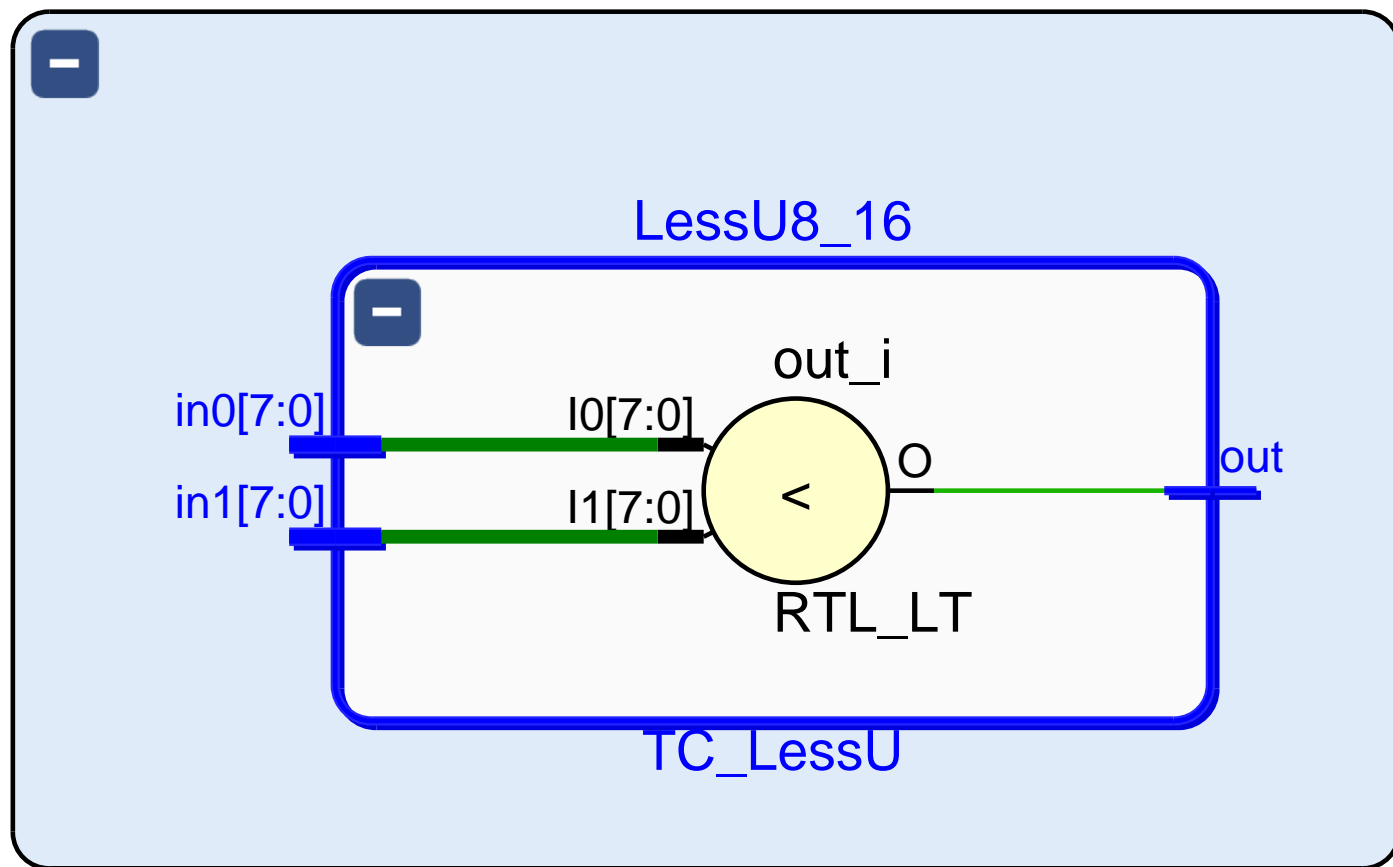 LessU8_16
out_i
in0[7:0]
I0[7:0]
O
out
in1[7:0]
I1[7:0]
<
RTL_LT
TC_LessU